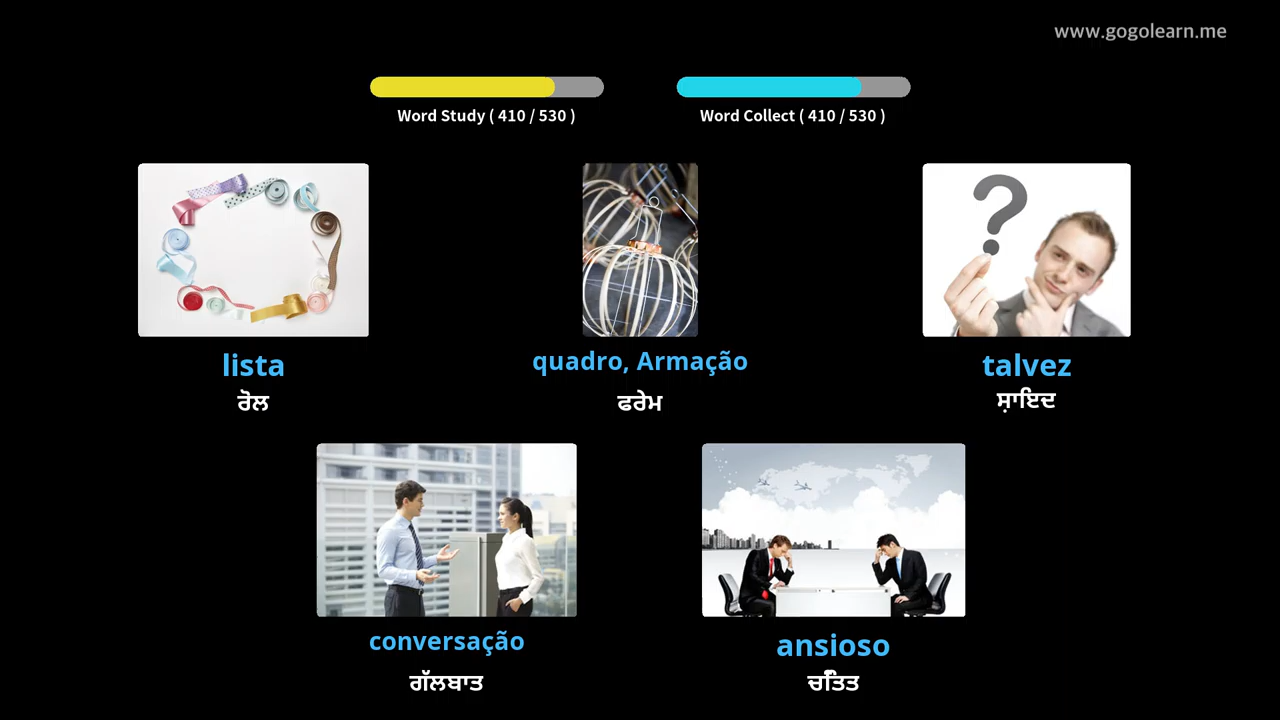 www.gogolearn.me
Word Study ( 410 / 530 )
Word Collect ( 410 / 530 )
lista
ਰੋਲ
quadro, Armação
ਫਰੇਮ
talvez
ਸ਼ਾਇਦ
conversação
ਗੱਲਬਾਤ
ansioso
ਚਿੰਤਿਤ